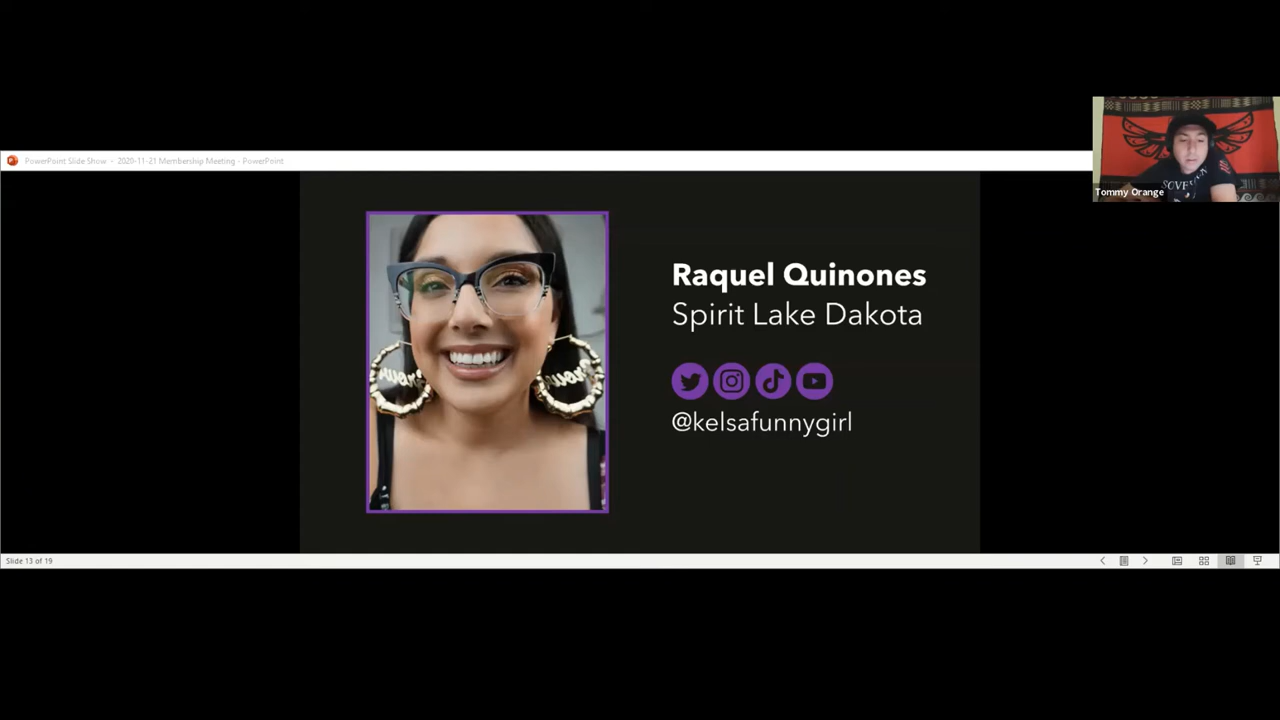 PowerPoint Slide Show - 2020-11-21 Membership Meeting - PowerPoint
Tommy Orange
Raquel Quinones
Spirit Lake Dakota
@kelsafunnygirl
Slide 13 of 19